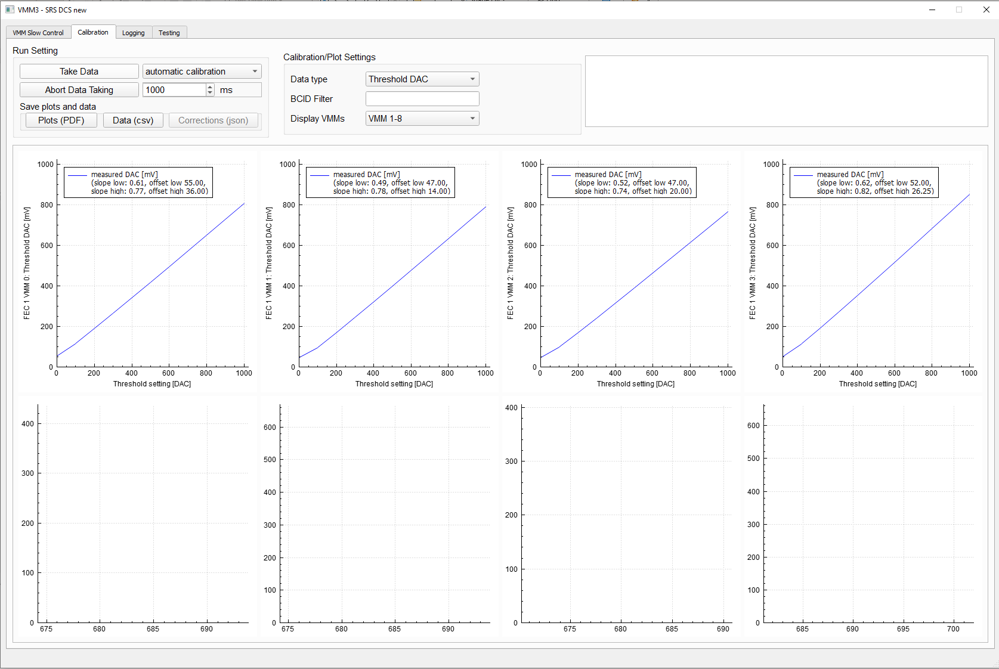 VMM3 - SRS DCS new
VMM Slow Control
Calibration
Logging
Testing
Run Setting
Take Data
automatic calibration
Abort Data Taking
1000
ms
Save plots and data
Plots (PDF)
Data (csv)
Corrections (json)
Calibration/Plot Settings
Data type
Threshold DAC
BCID Filter
Display VMMs
VMM 1-8
FEC 1 VMM 0: Threshold DAC [mV]
1000
800
600
400
200
0
measured DAC [mV]
(slope low: 0.61, offset low 55.00,
slope high: 0.77, offset high 36.00)
0 200 400 600 800 1000
Threshold setting [DAC]
FEC 1 VMM 1: Threshold DAC [mV]
1000
800
600
400
200
0
measured DAC [mV]
(slope low: 0.49, offset low 47.00,
slope high: 0.78, offset high 14.00)
0 200 400 600 800 1000
Threshold setting [DAC]
FEC 1 VMM 2: Threshold DAC [mV]
1000
800
600
400
200
0
measured DAC [mV]
(slope low: 0.52, offset low 47.00,
slope high: 0.74, offset high 20.00)
0 200 400 600 800 1000
Threshold setting [DAC]
FEC 1 VMM 3: Threshold DAC [mV]
1000
800
600
400
200
0
measured DAC [mV]
(slope low: 0.62, offset low 52.00,
slope high: 0.82, offset high 26.25)
0 200 400 600 800 1000
Threshold setting [DAC]
400
300
200
100
0
675 680 685 690
600
500
400
300
200
100
0
675 680 685 690
400
300
200
100
0
675 680 685 690
600
500
400
300
200
100
0
685 690 695 700